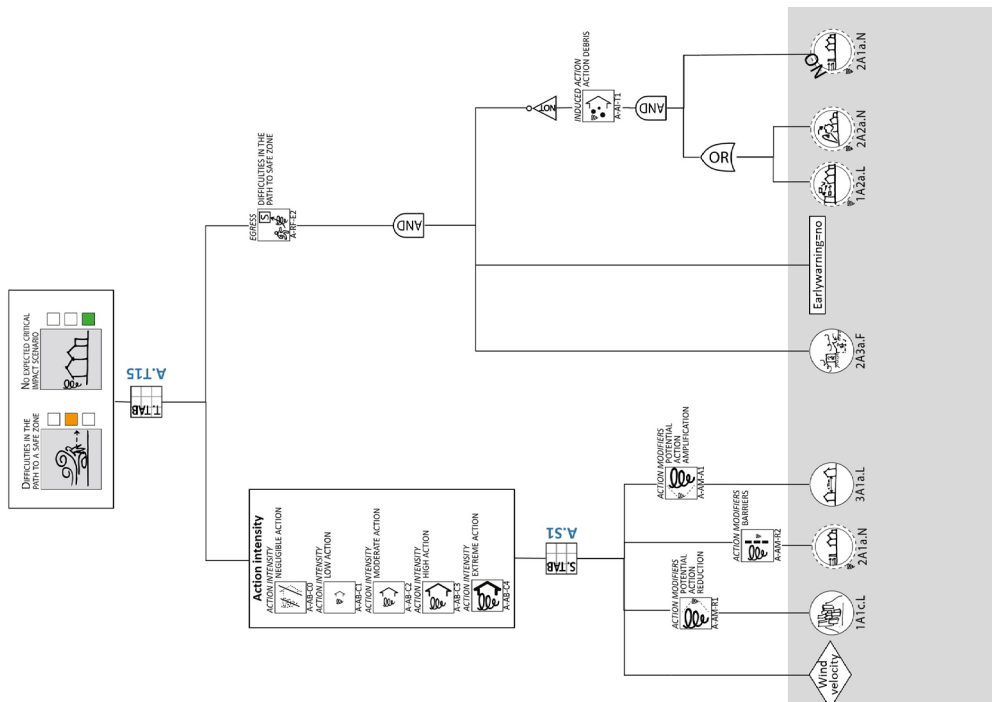 DIFFICULTIES IN THE
PATH TO A SAFE ZONE
NO EXPECTED CRITICAL
IMPACT SCENARIO
T. TAB
A.T15
Action intensity
ACTION INTENSITY
NEGLIGIBLE ACTION
A-AB-C0
ACTION INTENSITY
LOW ACTION
A-AB-C1
ACTION INTENSITY
MODERATE ACTION
A-AB-C2
ACTION INTENSITY
HIGH ACTION
A-AB-C3
ACTION INTENSITY
EXTREME ACTION
A-AB-C4
EGRESS
DIFFICULTIES IN THE
PATH TO SAFE ZONE
S
A-RF-E2
AND
S.TAB
A.S1
NOT
INDUCED ACTION
ACTION DEBRIS
A-AI-T1
AND
OR
ACTION MODIFIERS
POTENTIAL
ACTION
REDUCTION
A-AM-R1
ACTION MODIFIERS
BARRIERS
A-AM-R2
ACTION MODIFIERS
POTENTIAL
ACTION
AMPLIFICATION
A-AM-A1
Wind
velocity
1A1c.L
2A1a.N
3A1a.L
2A3a.F
Earlywarning=no
1A2a.L
2A2a.N
NO
2A1a.N